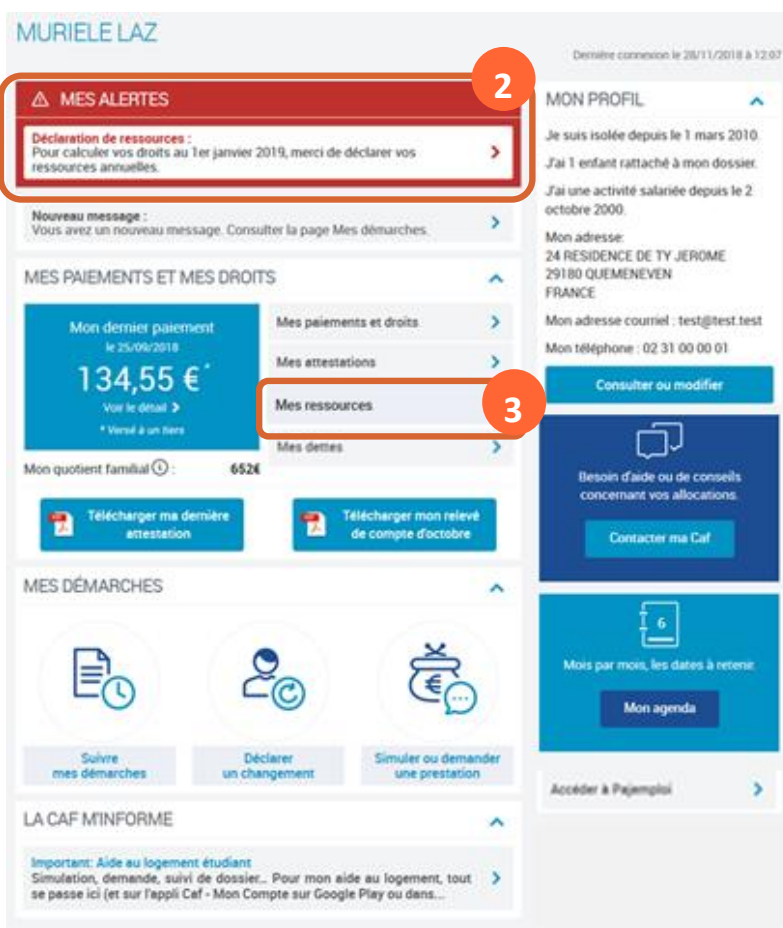 MURIELE LAZ
Dernière connexion le 28/11/2018 à 12:07
2
MES ALERTES
Déclaration de ressources :
Pour calculer vos droits au 1er janvier 2019, merci de déclarer vos
ressources annuelles.
Nouveau message :
Vous avez un nouveau message. Consulter la page Mes démarches.
MES PAIEMENTS ET MES DROITS
Mon dernier paiement
le 25/09/2018
134,55 € *
Voir le détail
* Versé à un tiers
Mes paiements et droits
Mes attestations
Mes ressources
3
Mes dettes
Mon quotient familial : 652€
Télécharger ma dernière
attestation
Télécharger mon relevé
de compte d'octobre
MES DÉMARCHES
Suivre
mes démarches
Déclarer
un changement
Simuler ou demander
une prestation
LA CAF M'INFORME
Important: Aide au logement étudiant
Simulation, demande, suivi de dossier... Pour mon aide au logement, tout
se passe ici (et sur l'appli Caf - Mon Compte sur Google Play ou dans...
MON PROFIL
Je suis isolée depuis le 1 mars 2010.
J'ai 1 enfant rattaché à mon dossier.
J'ai une activité salariée depuis le 2
octobre 2000.
Mon adresse:
24 RESIDENCE DE TY JEROME
29180 QUEMENEVEN
FRANCE
Mon adresse courriel : test@test.test
Mon téléphone : 02 31 00 00 01
Consulter ou modifier
Besoin d'aide ou de conseils
concernant vos allocations.
Contacter ma Caf
6
Mois par mois, les dates à retenir.
Mon agenda
Accéder à Pajemploi